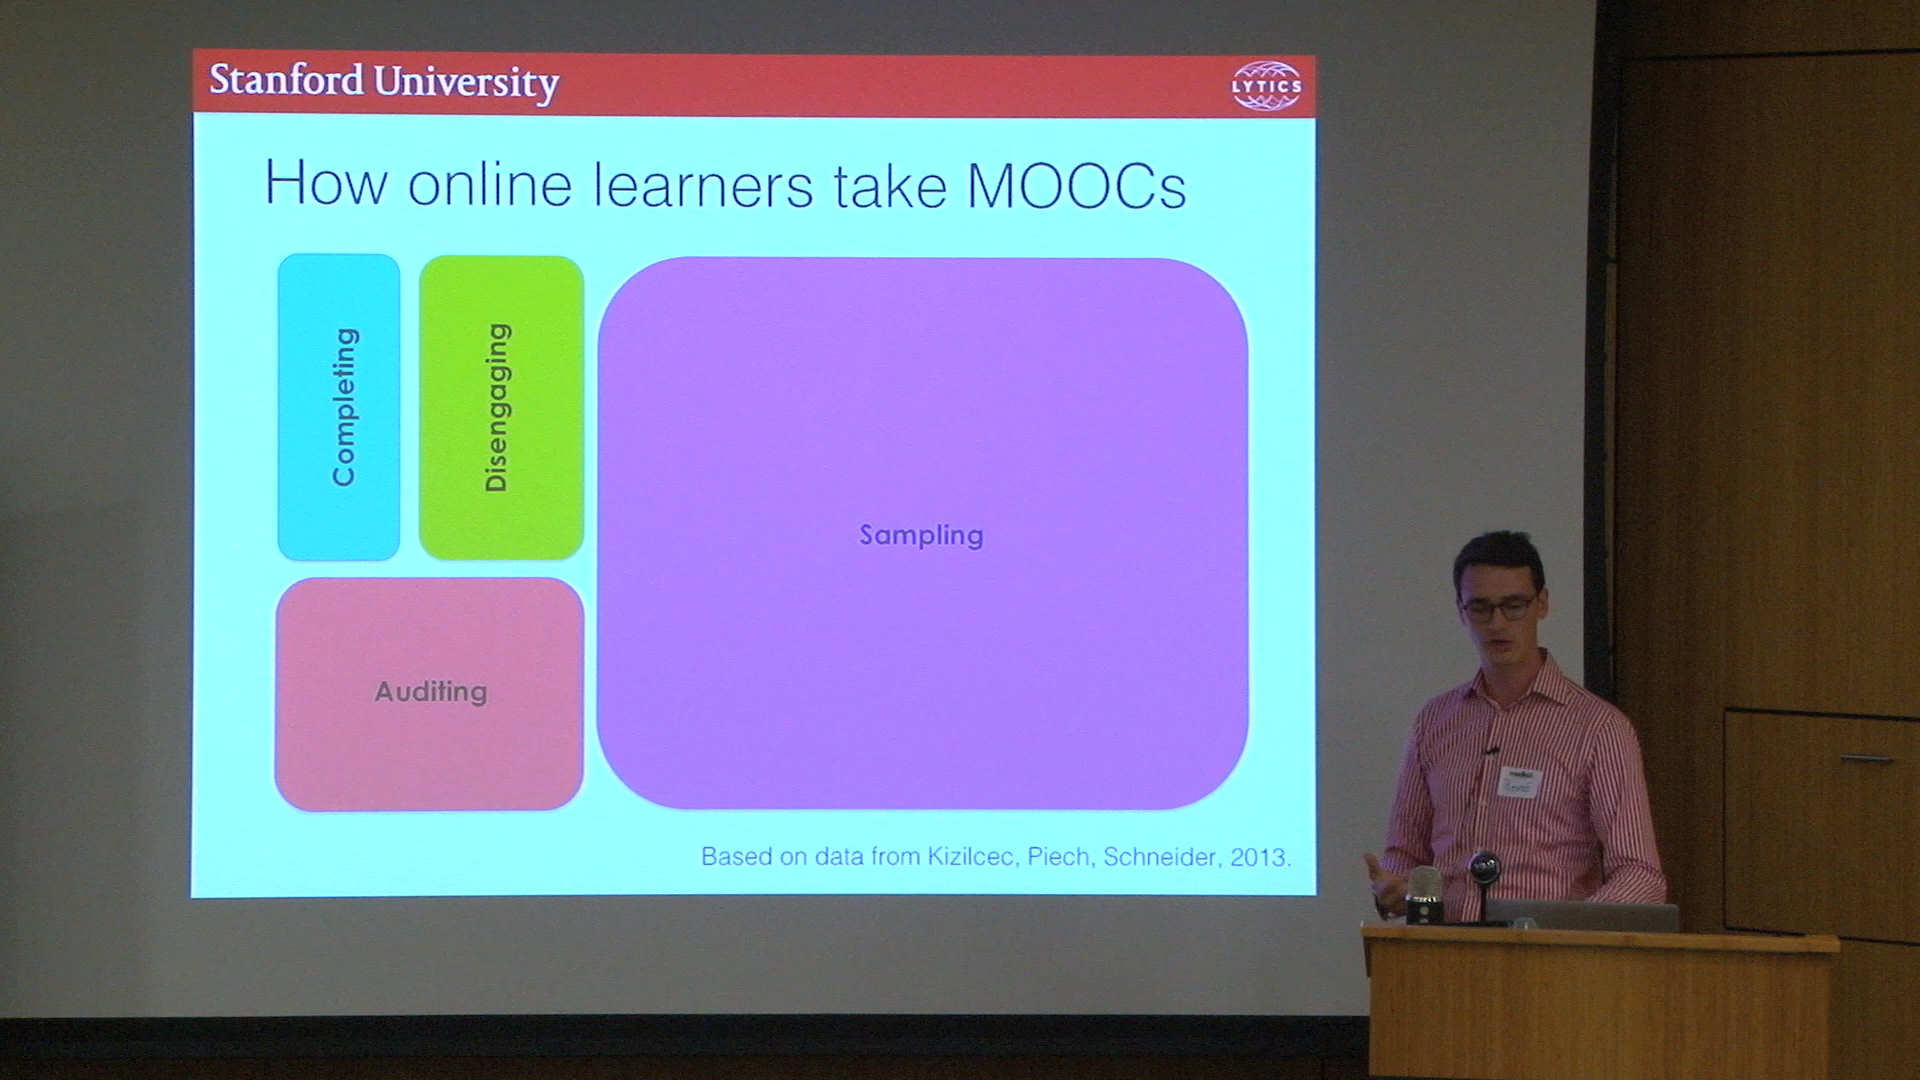 Stanford University
LYTICS
How online learners take MOOCs
Completing
Disengaging
Sampling
Auditing
Based on data from Kizilcec, Piech, Schneider, 2013.